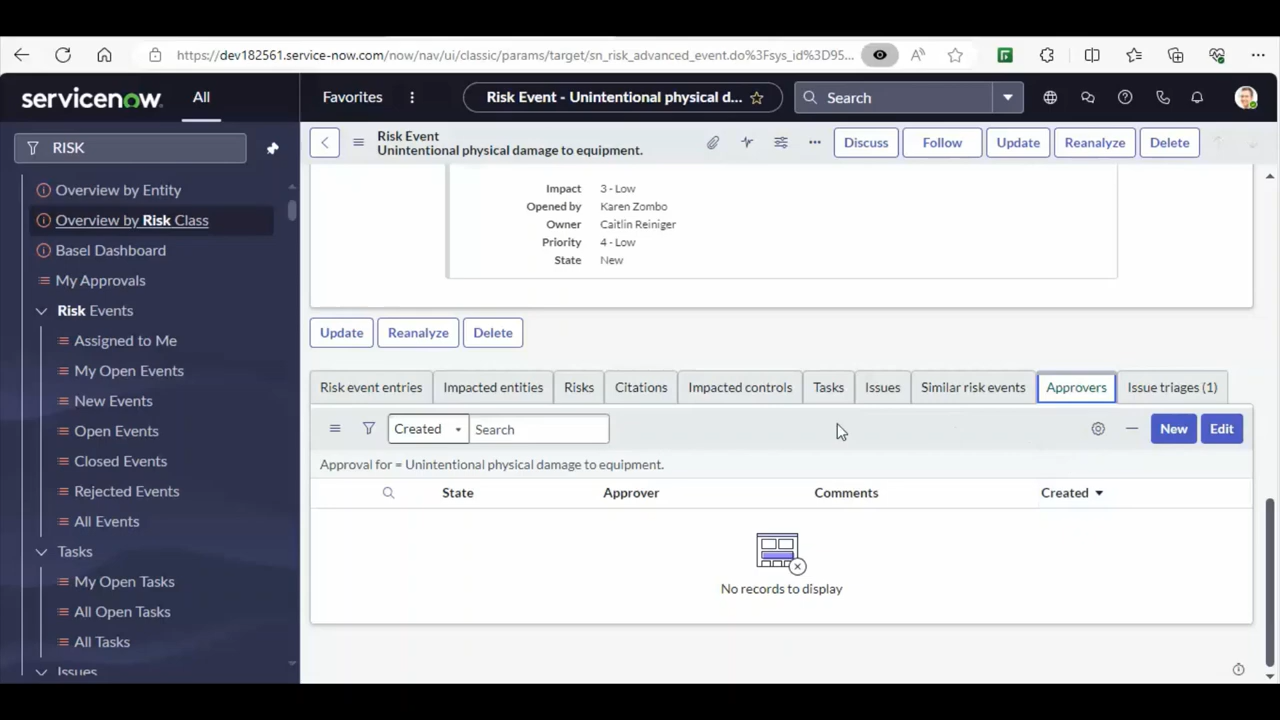 https://dev182561.service-now.com/now/nav/ui/classic/params/target/sn_risk_advanced_event.do%3Fsys_id%3D95...
servicenow
All
Favorites
Risk Event - Unintentional physical d...
Search
RISK
Overview by Entity
Overview by Risk Class
Basel Dashboard
My Approvals
Risk Events
Assigned to Me
My Open Events
New Events
Open Events
Closed Events
Rejected Events
All Events
Tasks
My Open Tasks
All Open Tasks
All Tasks
Issues
Risk Event
Unintentional physical damage to equipment.
Discuss
Follow
Update
Reanalyze
Delete
Impact 3 - Low
Opened by Karen Zombo
Owner Caitlin Reiniger
Priority 4 - Low
State New
Update
Reanalyze
Delete
Risk event entries
Impacted entities
Risks
Citations
Impacted controls
Tasks
Issues
Similar risk events
Approvers
Issue triages (1)
Created
Search
New
Edit
Approval for = Unintentional physical damage to equipment.
State
Approver
Comments
Created
No records to display